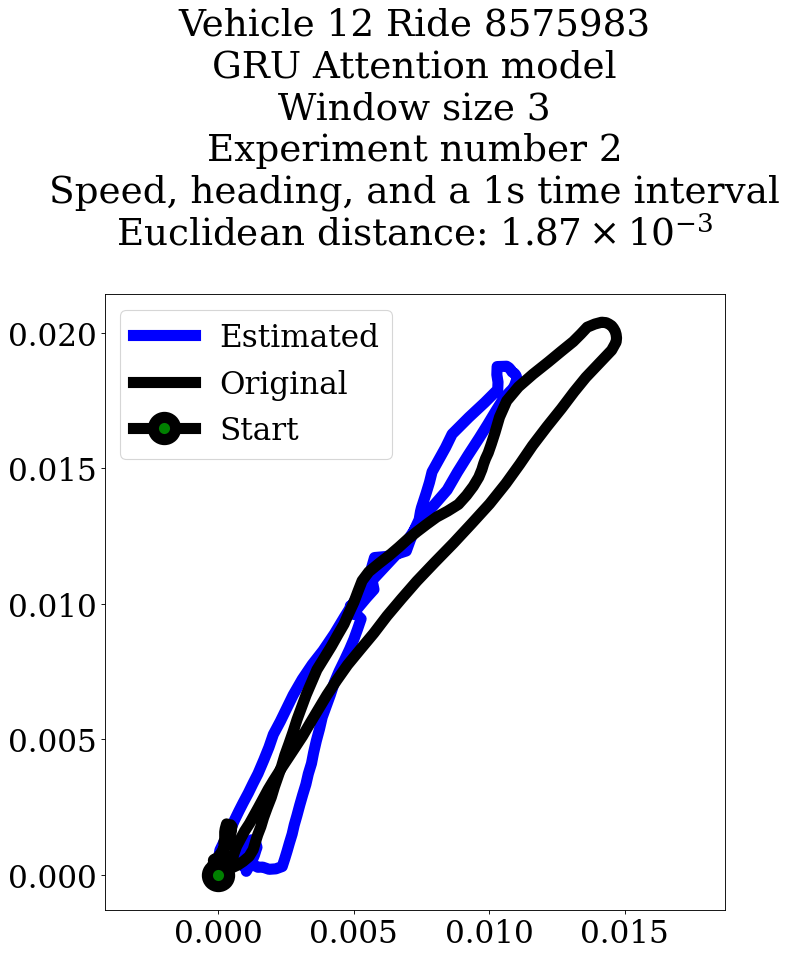 Vehicle 12 Ride 8575983
GRU Attention model
Window size 3
Experiment number 2
Speed, heading, and a 1s time interval
Euclidean distance: 1.87 × 10⁻³
Estimated
Original
Start
0.020
0.015
0.010
0.005
0.000
0.000 0.005 0.010 0.015